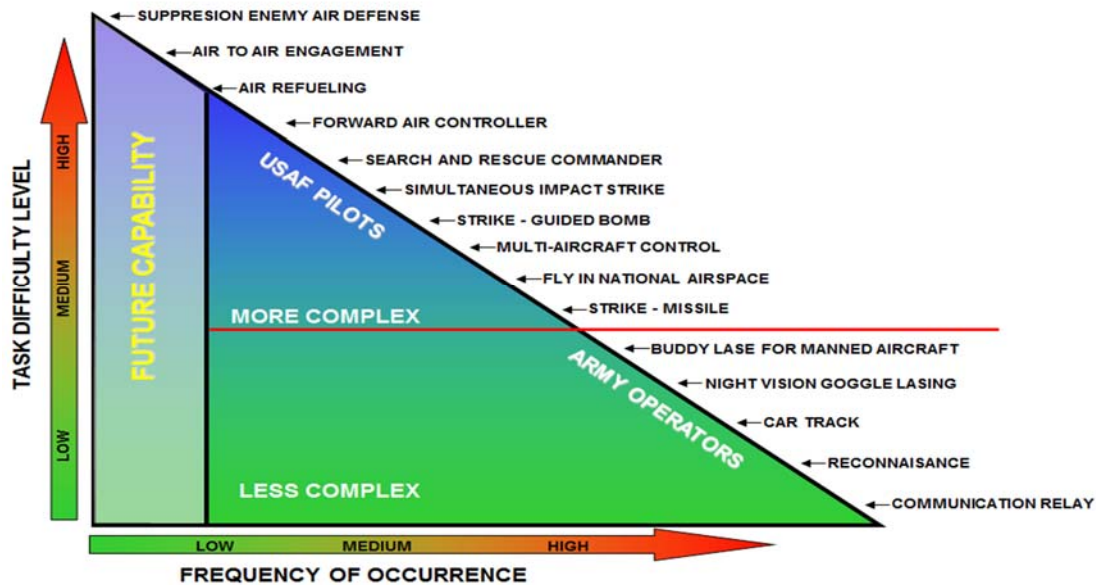 SUPPRESION ENEMY AIR DEFENSE
AIR TO AIR ENGAGEMENT
AIR REFUELING
FORWARD AIR CONTROLLER
SEARCH AND RESCUE COMMANDER
SIMULTANEOUS IMPACT STRIKE
STRIKE - GUIDED BOMB
MULTI-AIRCRAFT CONTROL
FLY IN NATIONAL AIRSPACE
STRIKE - MISSILE
BUDDY LASE FOR MANNED AIRCRAFT
NIGHT VISION GOGGLE LASING
CAR TRACK
RECONNAISANCE
COMMUNICATION RELAY
TASK DIFFICULTY LEVEL
HIGH
MEDIUM
LOW
FUTURE CAPABILITY
USAF PILOTS
MORE COMPLEX
ARMY OPERATORS
LESS COMPLEX
LOW MEDIUM HIGH
FREQUENCY OF OCCURRENCE